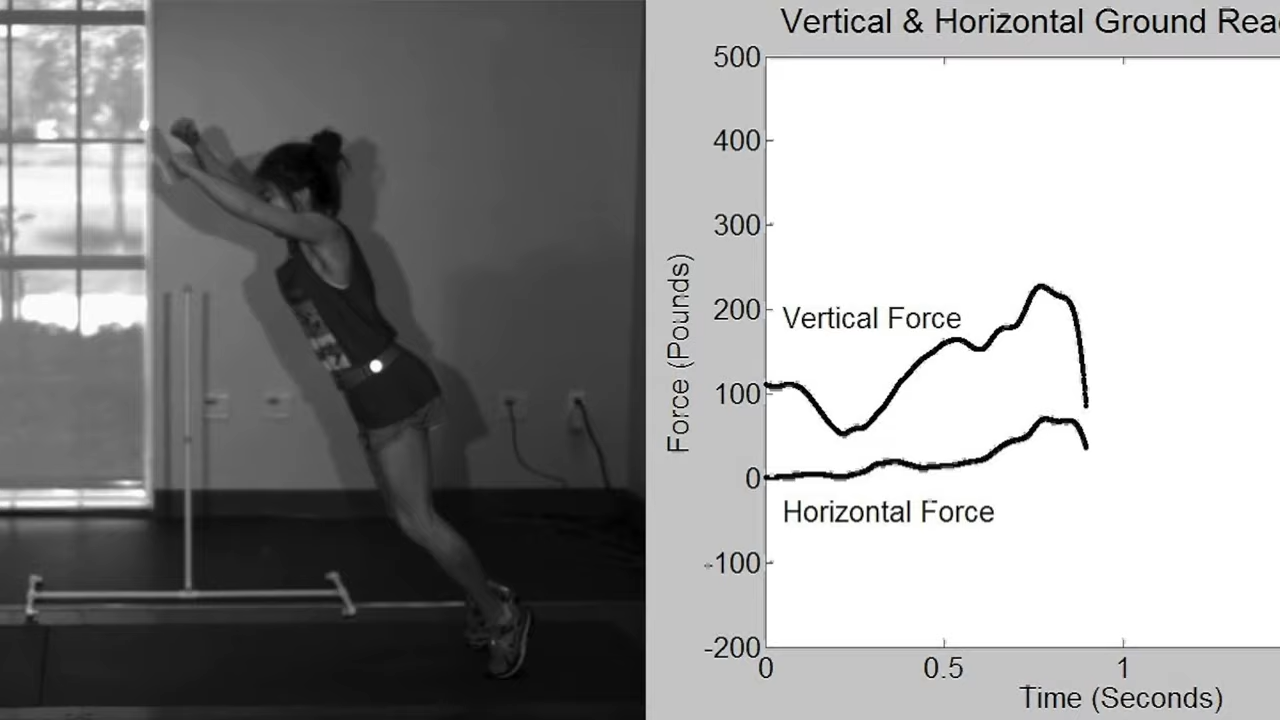 Vertical & Horizontal Ground Reac
500
400
300
200
100
0
-100
-200
Force (Pounds)
Vertical Force
Horizontal Force
0 0.5 1
Time (Seconds)